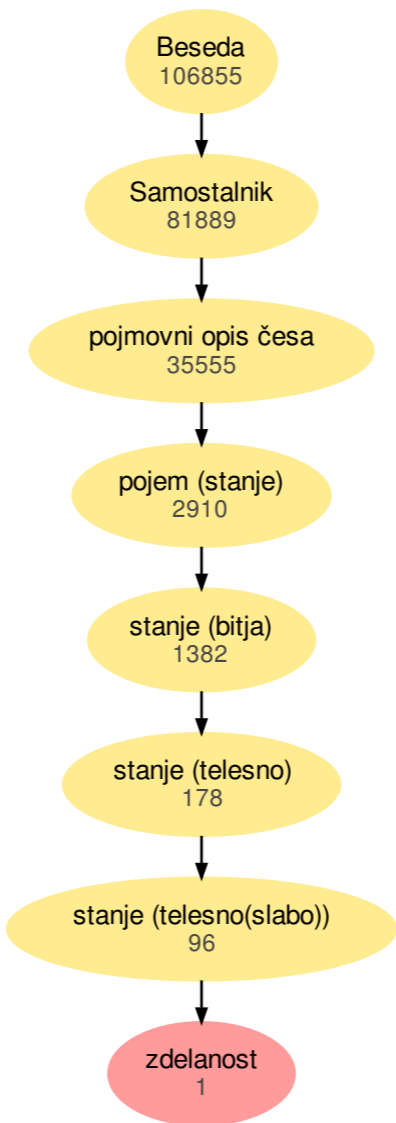 Beseda
106855
Samostalnik
81889
pojmovni opis česa
35555
pojem (stanje)
2910
stanje (bitja)
1382
stanje (telesno)
178
stanje (telesno(slabo))
96
zdelanost
1